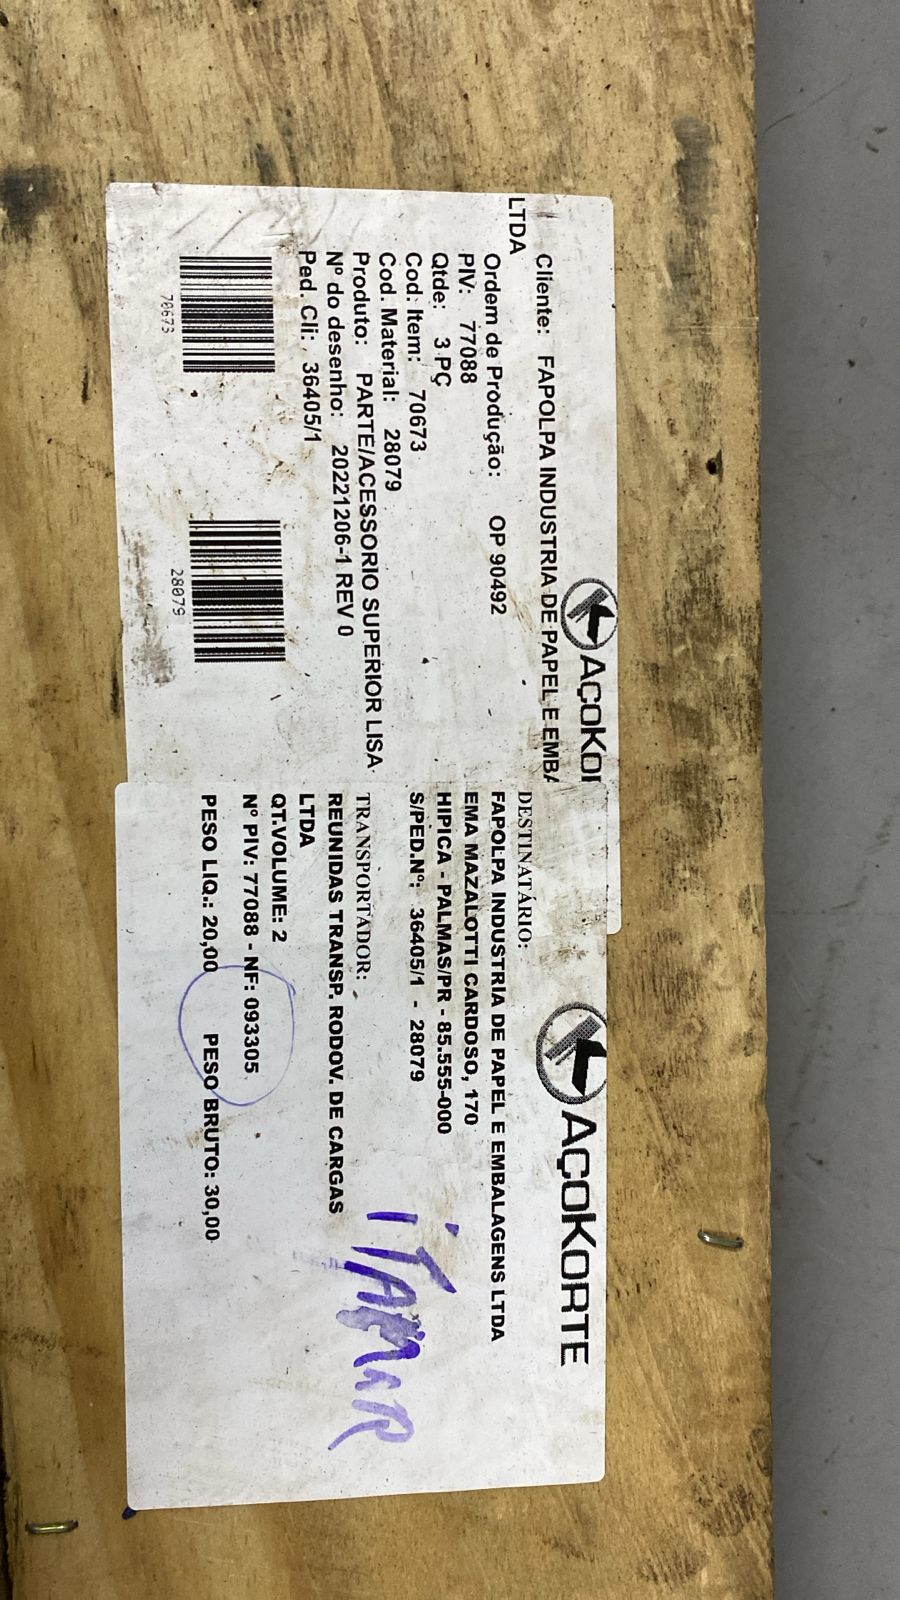 AÇOKOR
Cliente: FAPOLPA INDUSTRIA DE PAPEL E EMBA
LTDA
Ordem de Produção: OP 90492
PIV: 77088
Qtde: 3 PÇ
Cod: Item: 70673
Cod. Material: 28079
Produto: PARTE/ACESSORIO SUPERIOR LISA
Nº do desenho: 20221206-1 REV 0
Ped. Cli: 36405/1
70673
28079
AÇOKORTE
DESTINATÁRIO:
FAPOLPA INDUSTRIA DE PAPEL E EMBALAGENS LTDA
EMA MAZALOTTI CARDOSO, 170
HIPICA - PALMAS/PR - 85.555-000
S/PED.Nº: 36405/1 - 28079
TRANSPORTADOR:
REUNIDAS TRANSP. RODOV. DE CARGAS
LTDA
QT.VOLUME: 2
Nº PIV: 77088 - NF: 093305
PESO LIQ.: 20,00 PESO BRUTO: 30,00
ITAMAR